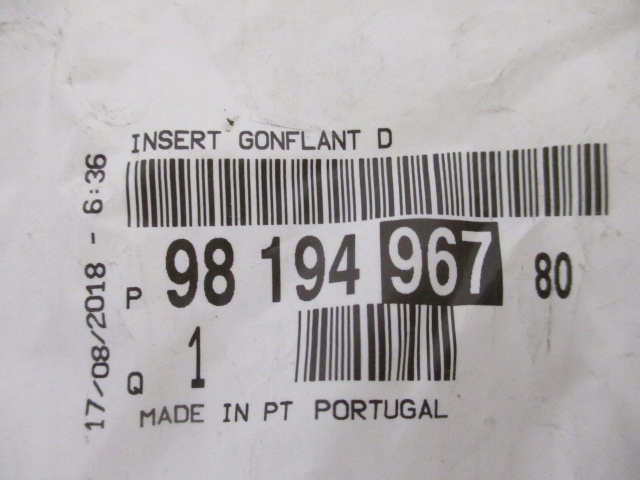 INSERT GONFLANT D
P 98 194 967 80
Q 1
MADE IN PT PORTUGAL
17/08/2018 - 6:36